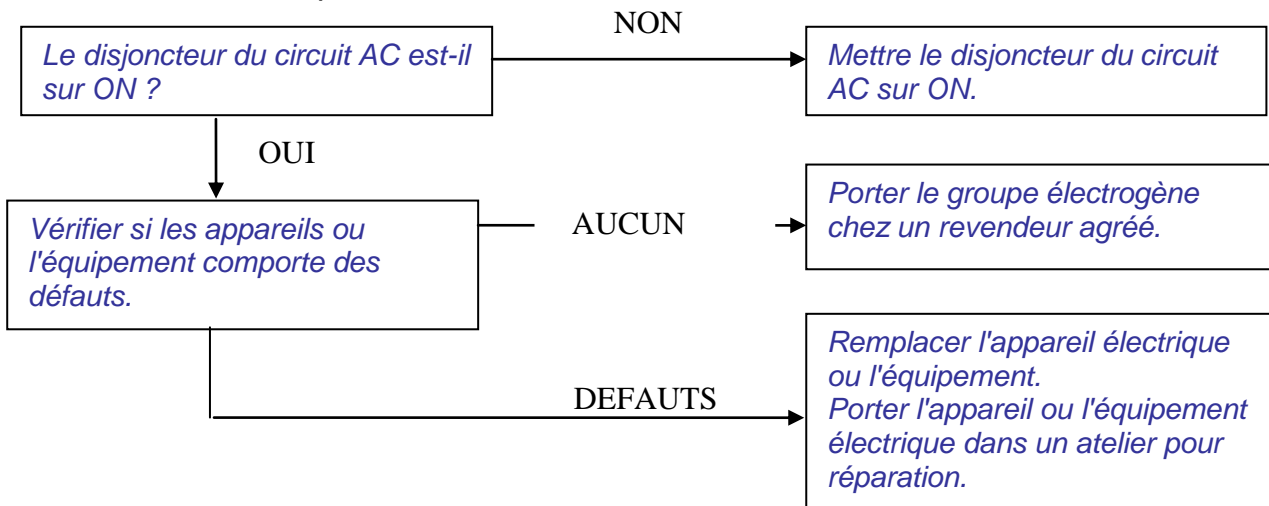 NON
Le disjoncteur du circuit AC est-il
sur ON ?
Mettre le disjoncteur du circuit
AC sur ON.
OUI
Vérifier si les appareils ou
l'équipement comporte des
défauts.
AUCUN
Porter le groupe électrogène
chez un revendeur agréé.
DEFAUTS
Remplacer l'appareil électrique
ou l'équipement.
Porter l'appareil ou l'équipement
électrique dans un atelier pour
réparation.